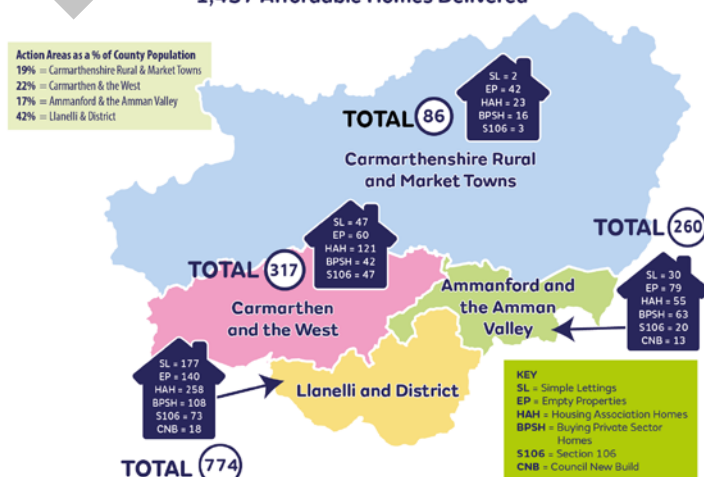 1,437 Affordable Homes Delivered
Action Areas as a % of County Population
19% = Carmarthenshire Rural & Market Towns
22% = Carmarthen & the West
17% = Ammanford & the Amman Valley
42% = Llanelli & District
SL = 2
EP = 42
HAH = 23
BPSH = 16
S106 = 3
TOTAL 86
Carmarthenshire Rural
and Market Towns
SL = 47
EP = 60
HAH = 121
BPSH = 42
S106 = 47
TOTAL 317
Carmarthen
and the West
TOTAL 260
SL = 30
EP = 79
HAH = 55
BPSH = 63
S106 = 20
CNB = 13
Ammanford and
the Amman
Valley
SL = 177
EP = 140
HAH = 258
BPSH = 108
S106 = 73
CNB = 18
TOTAL 774
Llanelli and District
KEY
SL = Simple Lettings
EP = Empty Properties
HAH = Housing Association Homes
BPSH = Buying Private Sector
Homes
S106 = Section 106
CNB = Council New Build